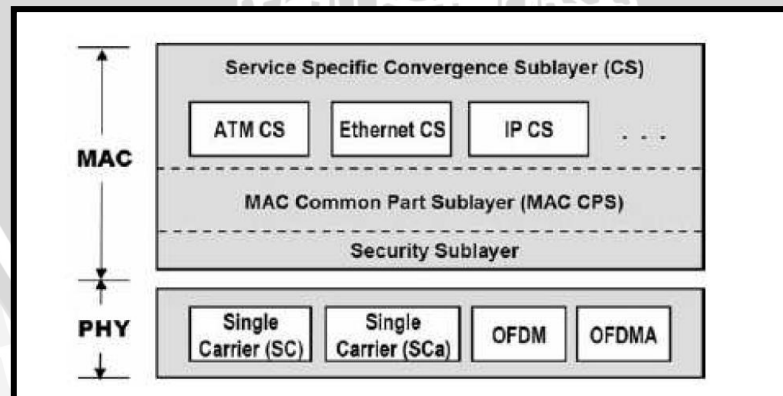 Service Specific Convergence Sublayer (CS)
ATM CS
Ethernet CS
IP CS
. . .
MAC
MAC Common Part Sublayer (MAC CPS)
Security Sublayer
PHY
Single
Carrier (SC)
Single
Carrier (SCa)
OFDM
OFDMA